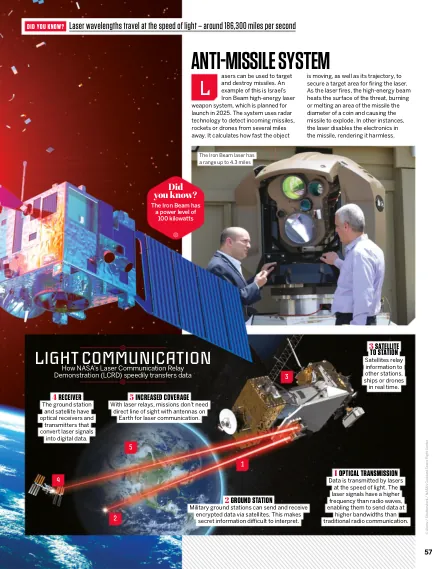 DID YOU KNOW? Laser wavelengths travel at the speed of light – around 186,300 miles per second
ANTI-MISSILE SYSTEM
Lasers can be used to target
and destroy missiles. An
example of this is Israel's
Iron Beam high-energy laser
weapon system, which is planned for
launch in 2025. The system uses radar
technology to detect incoming missiles,
rockets or drones from several miles
away. It calculates how fast the object
is moving, as well as its trajectory, to
secure a target area for firing the laser.
As the laser fires, the high-energy beam
heats the surface of the threat, burning
or melting an area of the missile the
diameter of a coin and causing the
missile to explode. In other instances,
the laser disables the electronics in
the missile, rendering it harmless.
The Iron Beam laser has
a range up to 4.3 miles
Did
you know?
The Iron Beam has
a power level of
100 kilowatts
LIGHT COMMUNICATION
How NASA's Laser Communication Relay
Demonstration (LCRD) speedily transfers data
3 SATELLITE
TO STATION
Satellites relay
information to
other stations,
ships or drones
in real time.
4 RECEIVER
The ground station
and satellite have
optical receivers and
transmitters that
convert laser signals
into digital data.
5 INCREASED COVERAGE
With laser relays, missions don't need
direct line of sight with antennas on
Earth for laser communication.
3
5
1
4
2
1 OPTICAL TRANSMISSION
Data is transmitted by lasers
at the speed of light. The
laser signals have a higher
frequency than radio waves,
enabling them to send data at
higher bandwidths than
traditional radio communication.
2 GROUND STATION
Military ground stations can send and receive
encrypted data via satellites. This makes
secret information difficult to interpret.
57